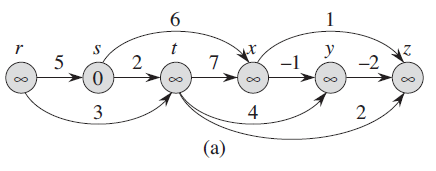 6 1
r s t x y z
5 2 7 –1 –2
∞ 0 ∞ ∞ ∞ ∞
3 4 2
(a)